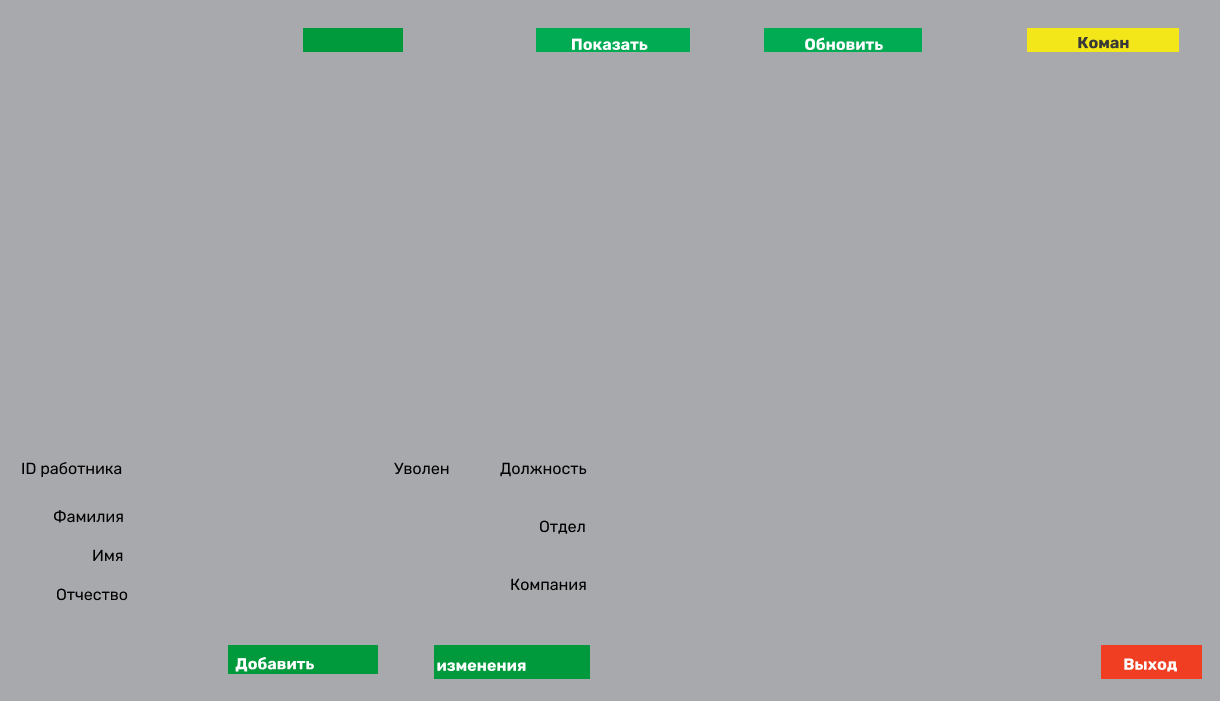 Показать
Обновить
Коман
ID работника
Уволен
Должность
Фамилия
Отдел
Имя
Компания
Отчество
Добавить
изменения
Выход